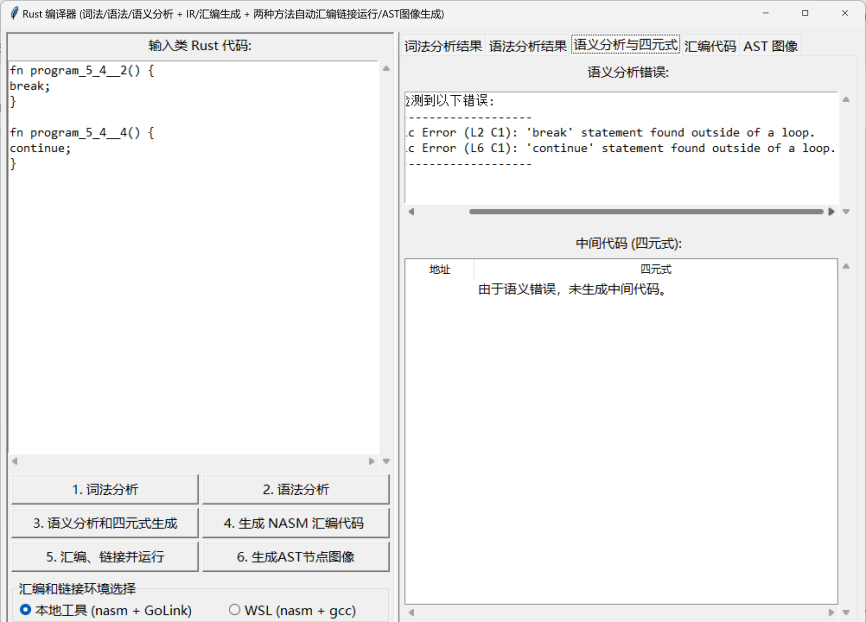 Rust 编译器 (词法/语法/语义分析 + IR/汇编生成 + 两种方法自动汇编链接运行/AST图像生成)
输入类 Rust 代码:
fn program_5_4__2() {
break;
}
fn program_5_4__4() {
continue;
}
1. 词法分析
2. 语法分析
3. 语义分析和四元式生成
4. 生成 NASM 汇编代码
5. 汇编、链接并运行
6. 生成AST节点图像
汇编和链接环境选择
本地工具 (nasm + GoLink)
WSL (nasm + gcc)
词法分析结果 语法分析结果 语义分析与四元式 汇编代码 AST 图像
语义分析错误:
测到以下错误:
------------------
ic Error (L2 C1): 'break' statement found outside of a loop.
ic Error (L6 C1): 'continue' statement found outside of a loop.
------------------
中间代码 (四元式):
地址 四元式
由于语义错误，未生成中间代码。